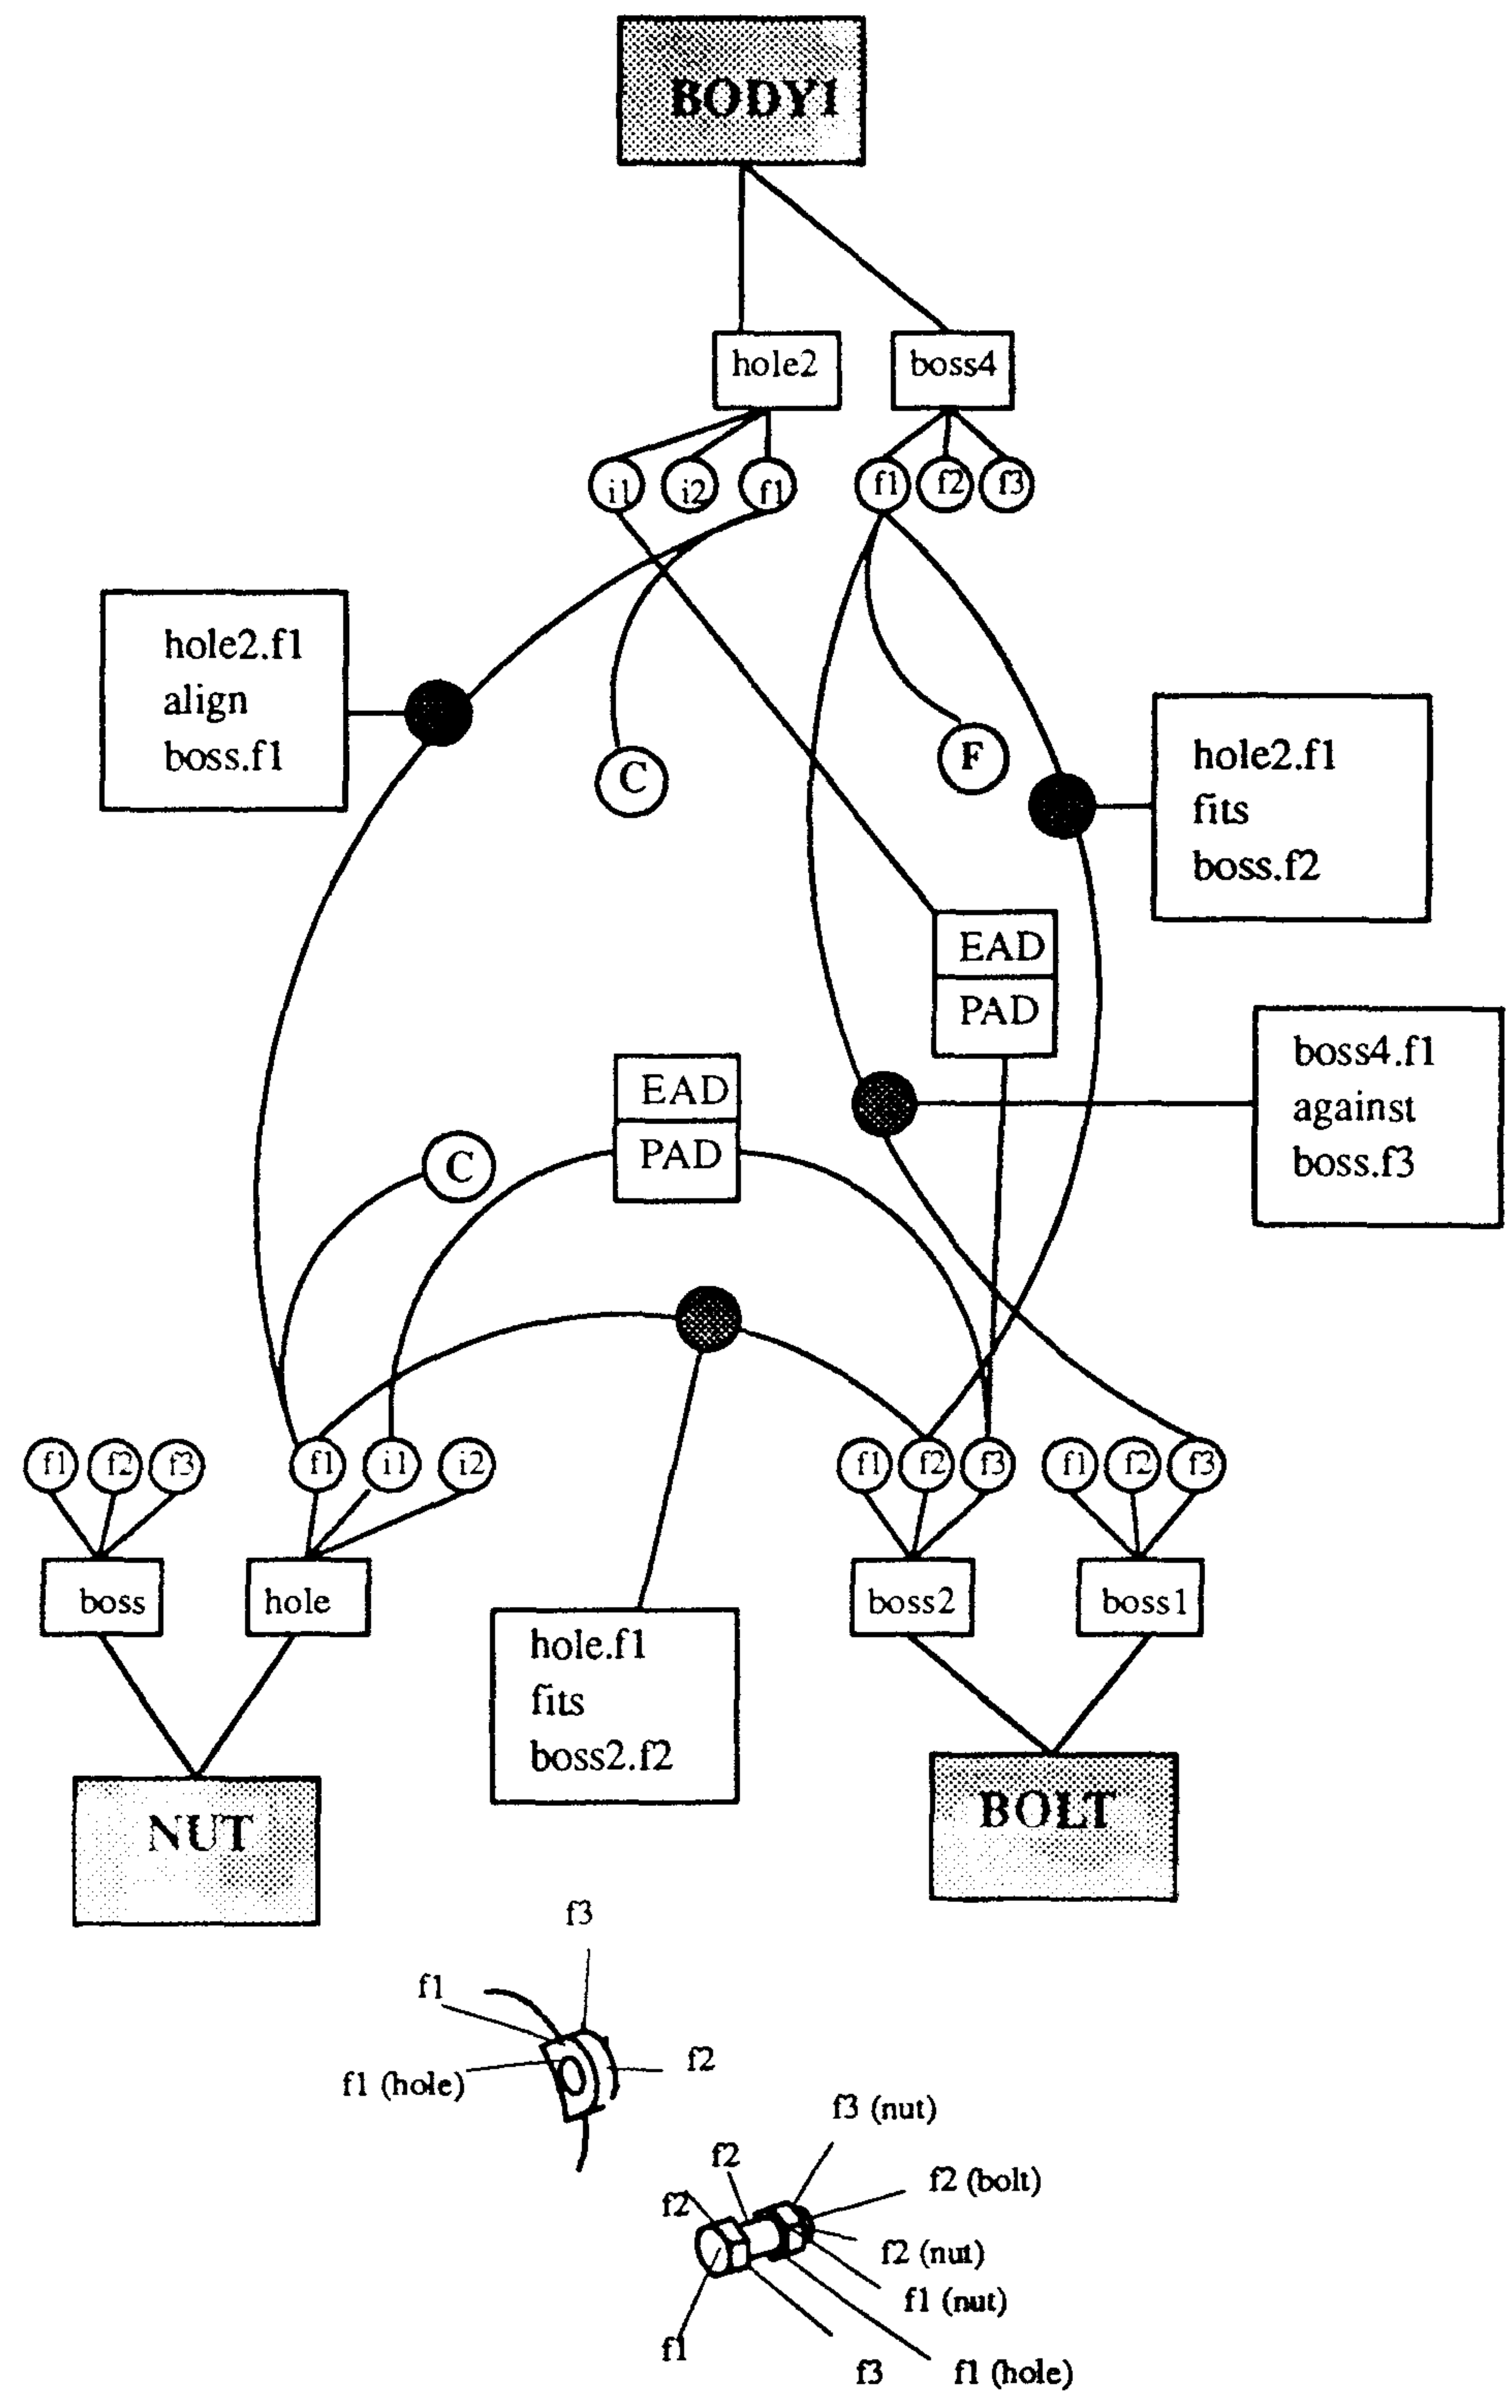 BODY1
hole2
boss4
i1
i2
f1
f1
f2
f3
hole2.f1
align
boss.f1
C
F
hole2.f1
fits
boss.f2
EAD
PAD
boss4.f1
against
boss.f3
EAD
PAD
C
f1
f2
f3
f1
i1
i2
f1
f2
f3
f1
f2
f3
boss
hole
boss2
boss1
hole.f1
fits
boss2.f2
NUT
BOLT
f3
f1
f2
f1 (hole)
f3 (nut)
f2
f2 (bolt)
f2
f2 (nut)
f1 (nut)
f1
f3
f1 (hole)